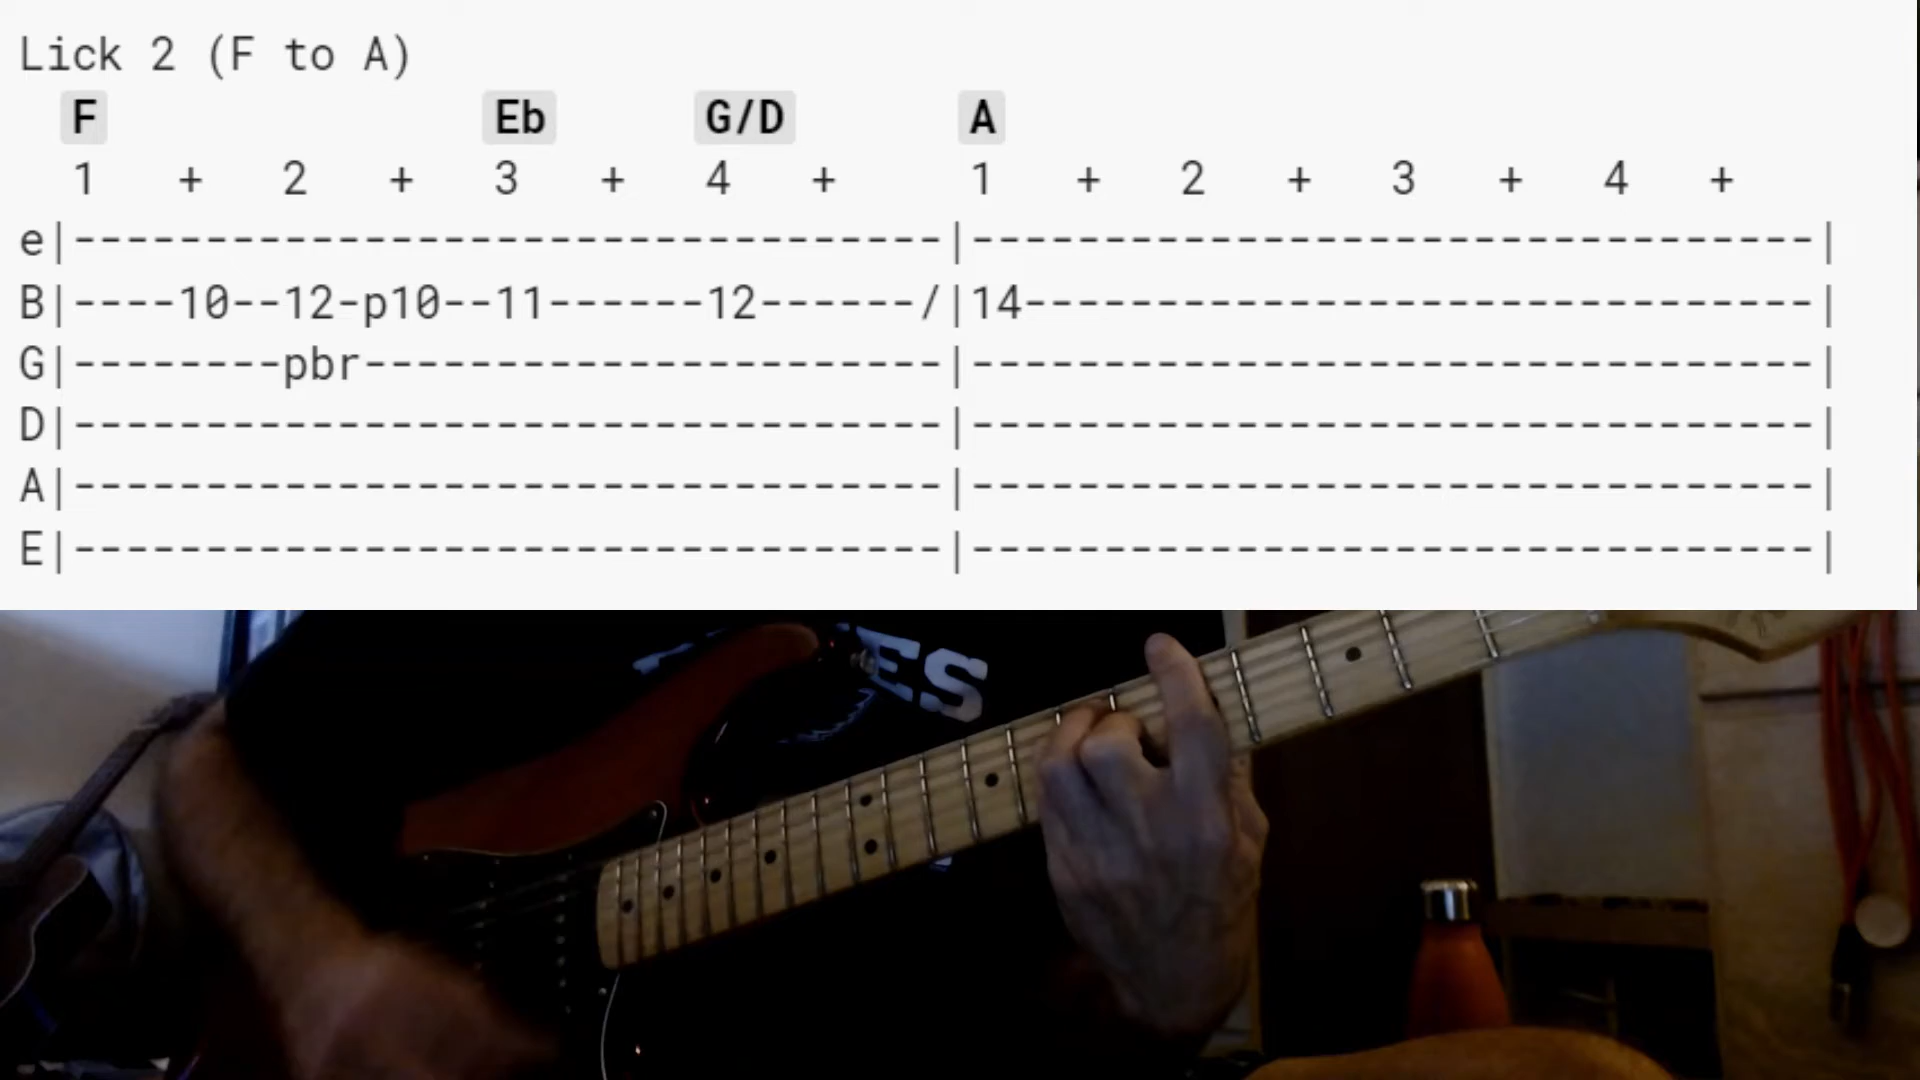 Lick 2 (F to A)
F Eb G/D A
1 + 2 + 3 + 4 + 1 + 2 + 3 + 4 +
e|---------------------------------|--------------------------------|
B|----10--12-p10--11------12------/|14------------------------------|
G|--------pbr----------------------|--------------------------------|
D|---------------------------------|--------------------------------|
A|---------------------------------|--------------------------------|
E|---------------------------------|--------------------------------|
ES